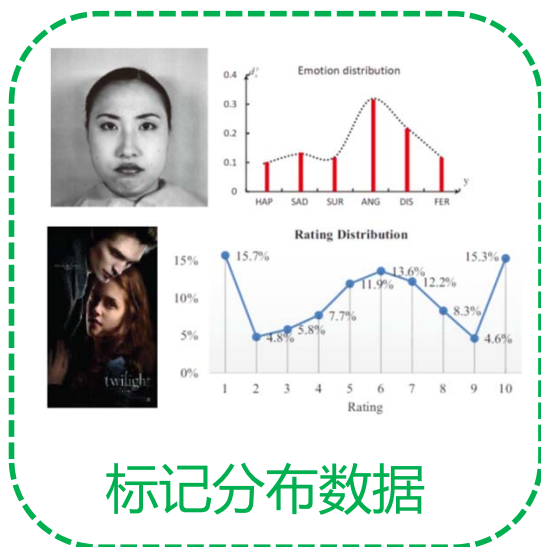 Emotion distribution
0.4
0.3
0.2
0.1
0
HAP SAD SUR ANG DIS FER
y
Rating Distribution
15%
10%
5%
0%
15.7%
4.8%
5.8%
7.7%
11.9%
13.6%
12.2%
8.3%
4.6%
15.3%
1 2 3 4 5 6 7 8 9 10
Rating
twilight
标记分布数据